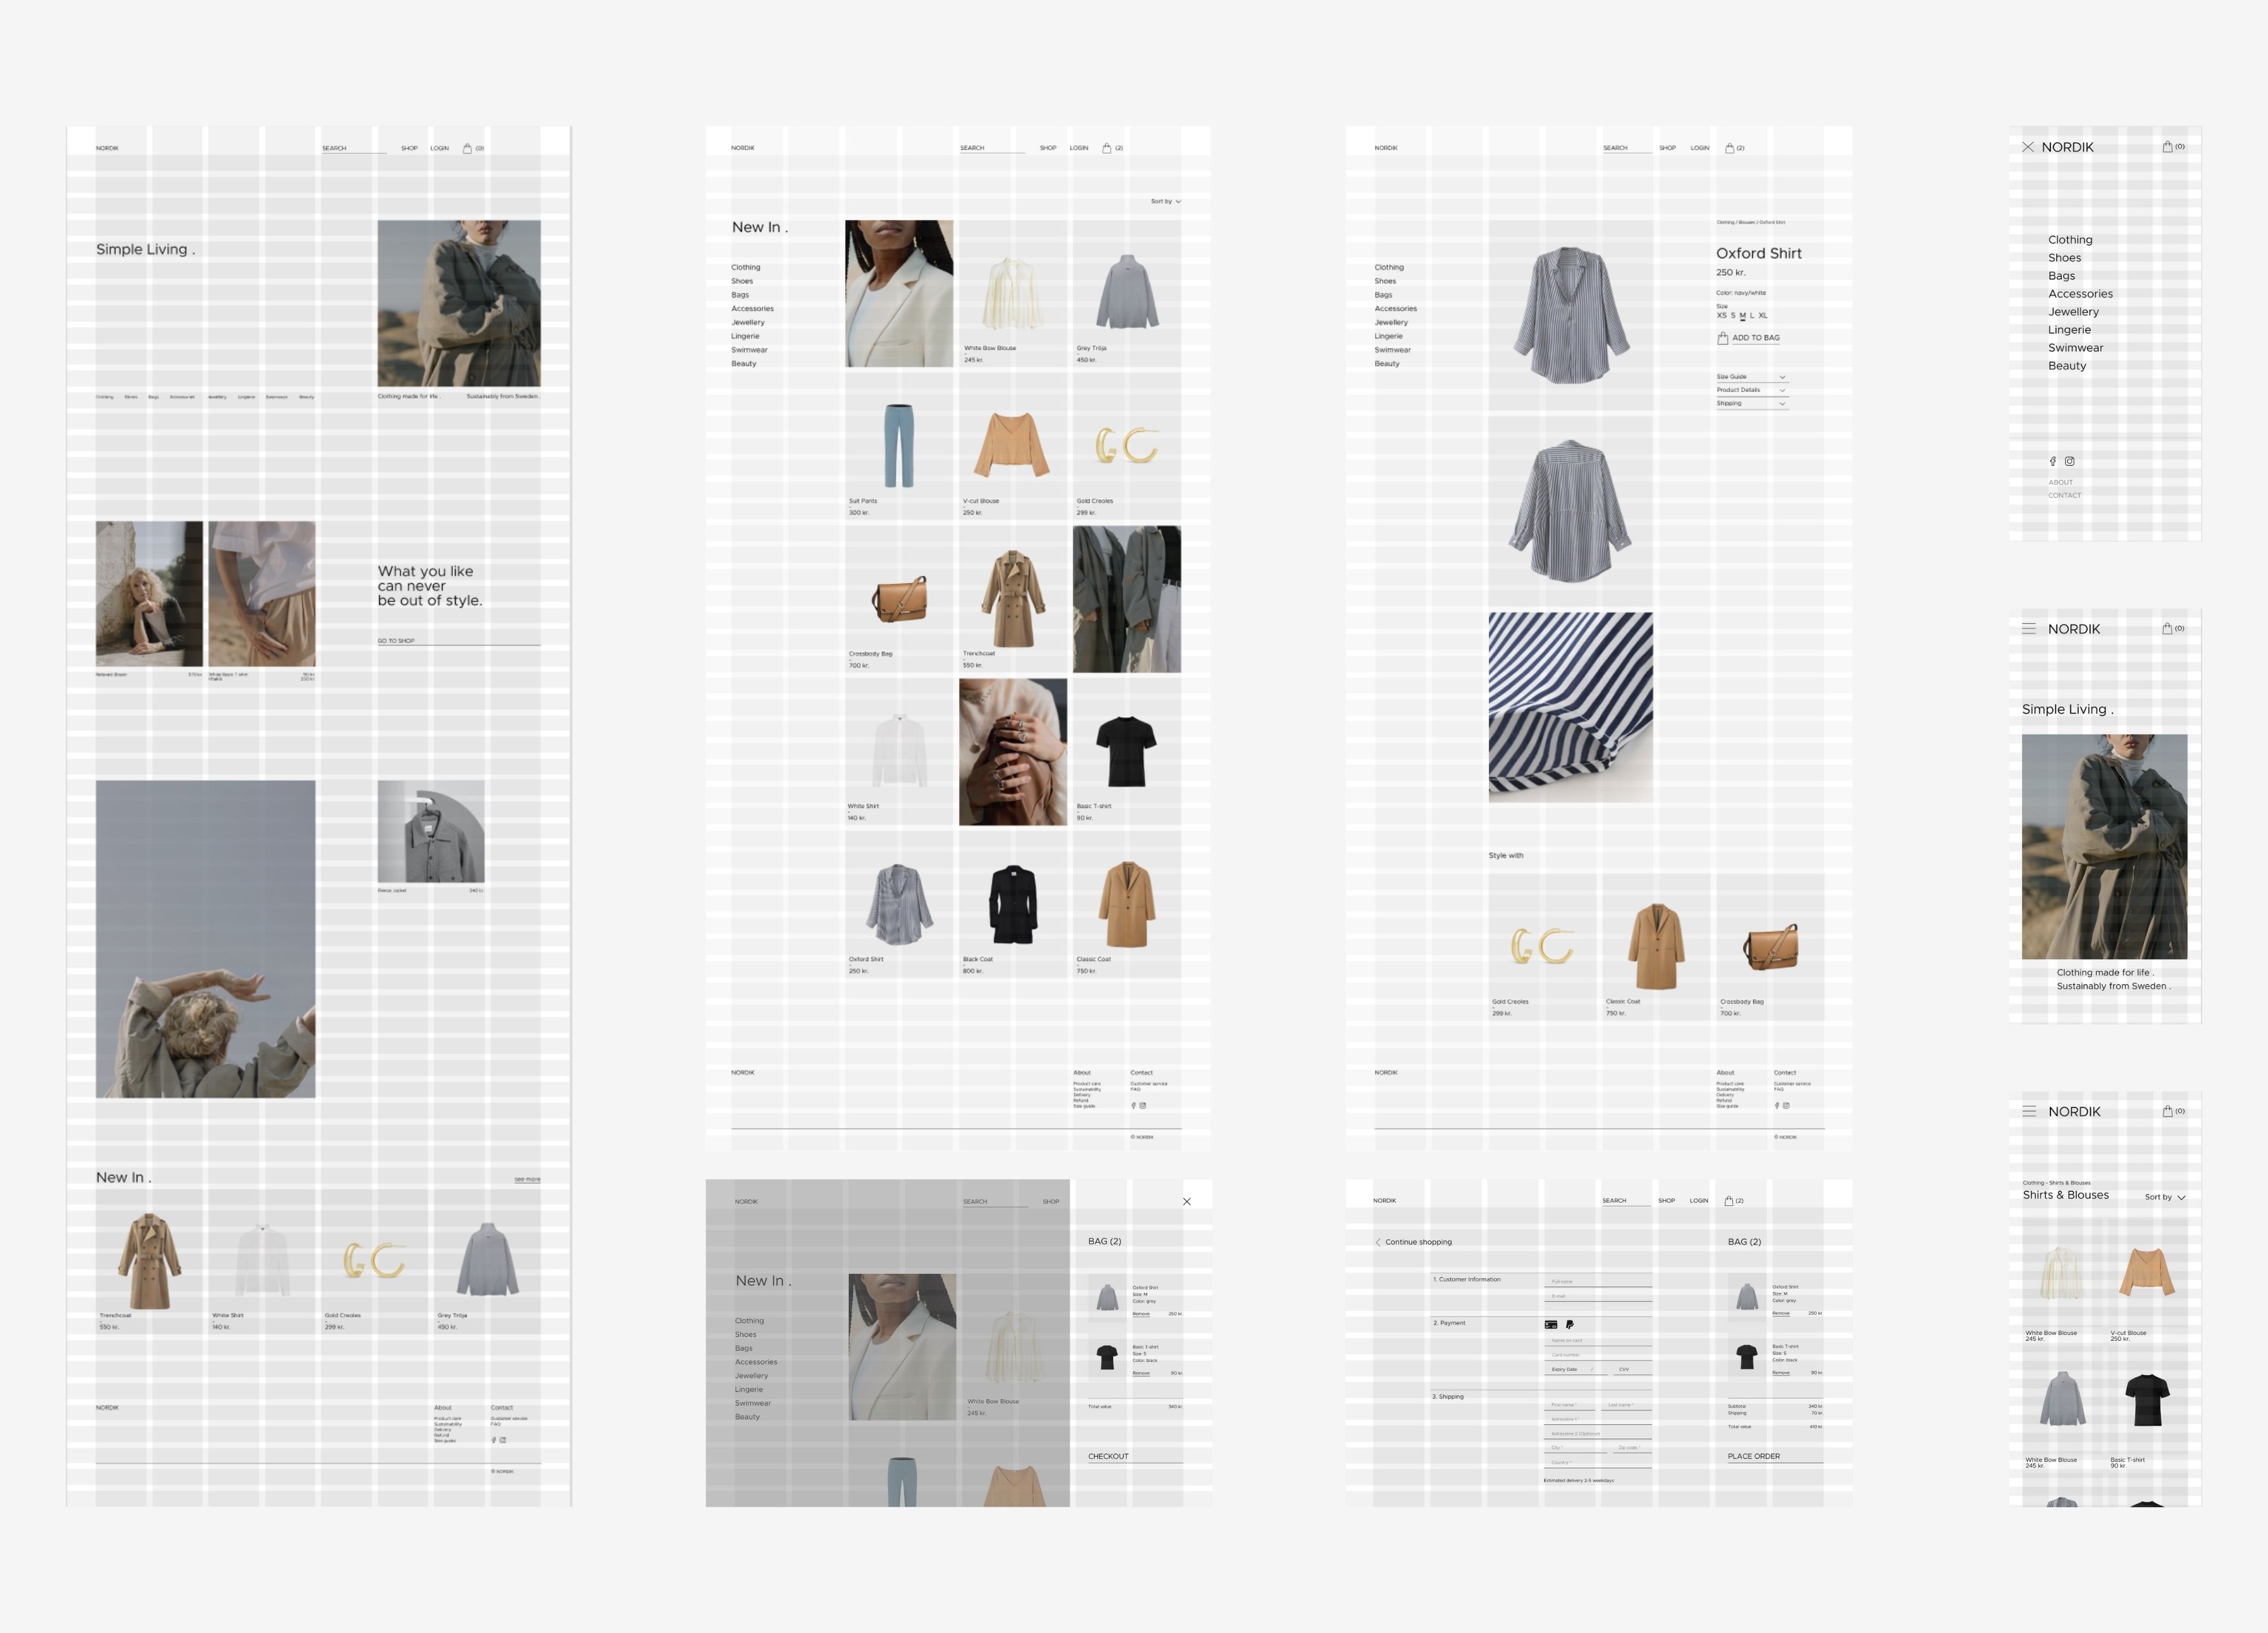 NORDIK
SEARCH SHOP LOGIN (0)
Simple Living .
Clothing Shoes Bags Accessories Jewellery Lingerie Swimwear Beauty
Clothing made for life . Sustainably from Sweden .
What you like
can never
be out of style.
GO TO SHOP
Relaxed Blazer
White Basic T-shirt 90 kr.
Khakis 250 kr.
Fleece Jacket 340 kr.
New In .
see more
Trenchcoat
-
550 kr.
White Shirt
-
140 kr.
Gold Creoles
-
299 kr.
Grey Tröja
-
450 kr.
NORDIK
About
Product care
Sustainability
Delivery
Refund
Size guide
Contact
Customer service
FAQ
© NORDIK
NORDIK
SEARCH SHOP LOGIN (2)
Sort by
New In .
Clothing
Shoes
Bags
Accessories
Jewellery
Lingerie
Swimwear
Beauty
White Bow Blouse
-
245 kr.
Grey Tröja
-
450 kr.
Suit Pants
-
300 kr.
V-cut Blouse
-
250 kr.
Gold Creoles
-
299 kr.
Crossbody Bag
-
700 kr.
Trenchcoat
-
550 kr.
White Shirt
-
140 kr.
Basic T-shirt
-
90 kr.
Oxford Shirt
-
250 kr.
Black Coat
-
800 kr.
Classic Coat
-
750 kr.
NORDIK
About
Product care
Sustainability
Delivery
Refund
Size guide
Contact
Customer service
FAQ
© NORDIK
NORDIK
SEARCH SHOP
New In .
Clothing
Shoes
Bags
Accessories
Jewellery
Lingerie
Swimwear
Beauty
White Bow Blouse
-
245 kr.
BAG (2)
Oxford Shirt
Size: M
Color: grey
Remove 250 kr.
Basic T-shirt
Size: S
Color: black
Remove 90 kr.
Total value 340 kr.
CHECKOUT
NORDIK
SEARCH SHOP LOGIN (2)
Clothing
Shoes
Bags
Accessories
Jewellery
Lingerie
Swimwear
Beauty
Clothing / Blouses / Oxford Shirt
Oxford Shirt
250 kr.
Color: navy/white
Size
XS S M L XL
ADD TO BAG
Size Guide
Product Details
Shipping
Style with
Gold Creoles
-
299 kr.
Classic Coat
-
750 kr.
Crossbody Bag
-
700 kr.
NORDIK
About
Product care
Sustainability
Delivery
Refund
Size guide
Contact
Customer service
FAQ
© NORDIK
NORDIK
SEARCH SHOP LOGIN (2)
Continue shopping
1. Customer Information
Full name
E-mail
2. Payment
Name on card
Card number
Expiry Date / CVV
3. Shipping
First name * Last name *
City * Zip code *
Country *
Estimated delivery 2-5 weekdays
BAG (2)
Oxford Shirt
Size: M
Color: grey
Remove 250 kr.
Basic T-shirt
Size: S
Color: black
Remove 90 kr.
Subtotal 340 kr.
Shipping 70 kr.
Total value 410 kr.
PLACE ORDER
NORDIK (0)
Clothing
Shoes
Bags
Accessories
Jewellery
Lingerie
Swimwear
Beauty
ABOUT
CONTACT
NORDIK (0)
Simple Living .
Clothing made for life .
Sustainably from Sweden .
NORDIK (0)
Clothing - Shirts & Blouses
Shirts & Blouses
Sort by
White Bow Blouse
245 kr.
V-cut Blouse
250 kr.
White Bow Blouse
245 kr.
Basic T-shirt
90 kr.